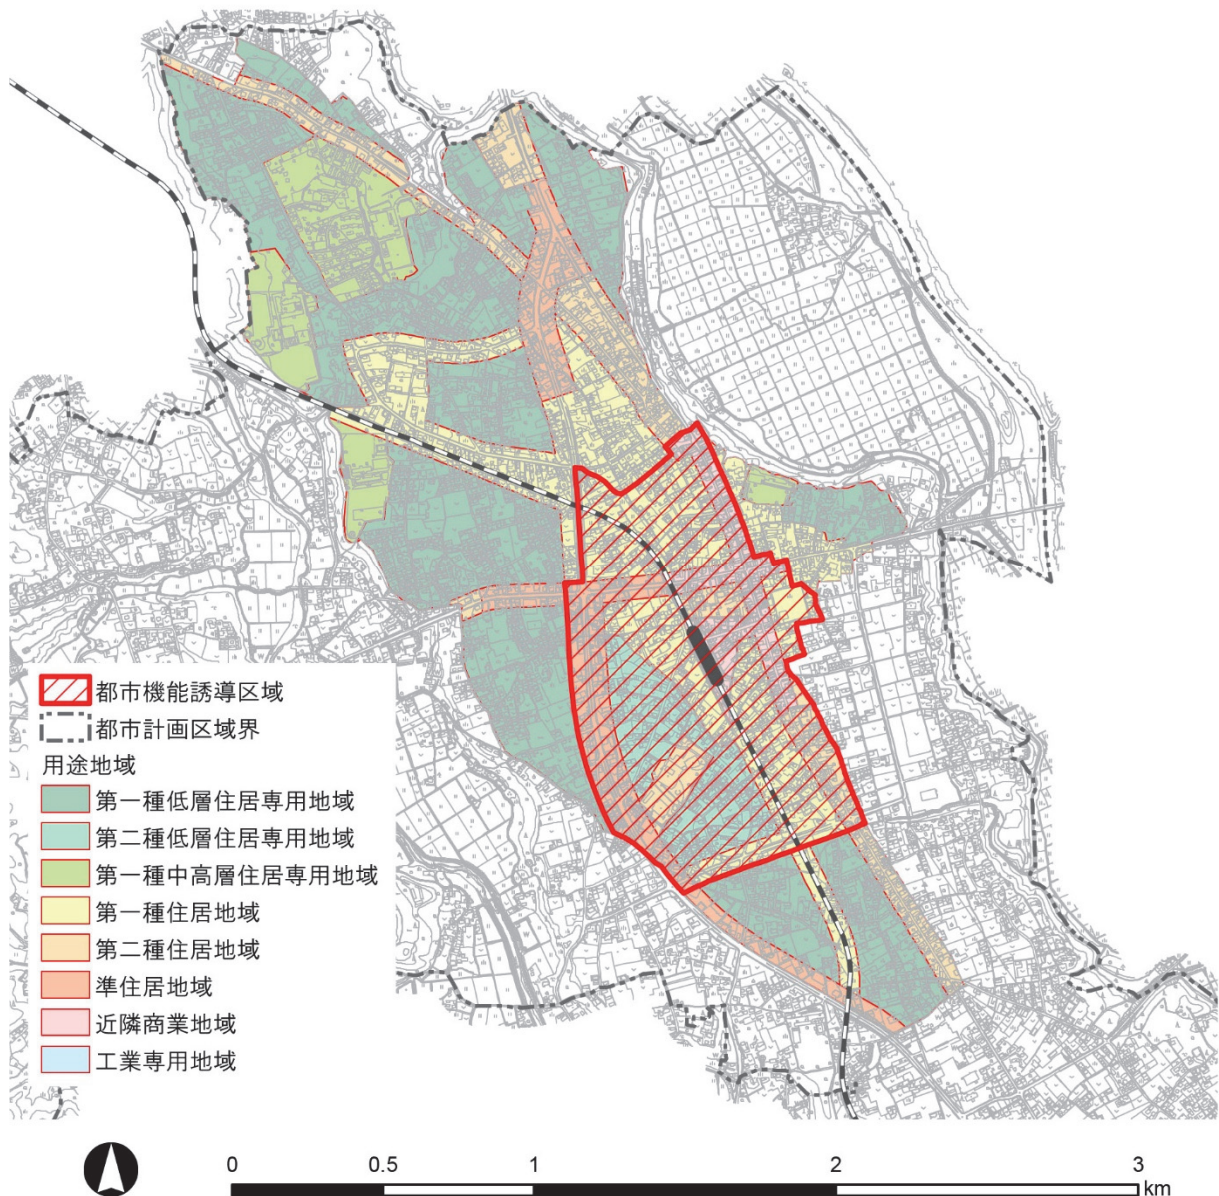 都市機能誘導区域
都市計画区域界
用途地域
第一種低層住居専用地域
第二種低層住居専用地域
第一種中高層住居専用地域
第一種住居地域
第二種住居地域
準住居地域
近隣商業地域
工業専用地域
0 0.5 1 2 3
km